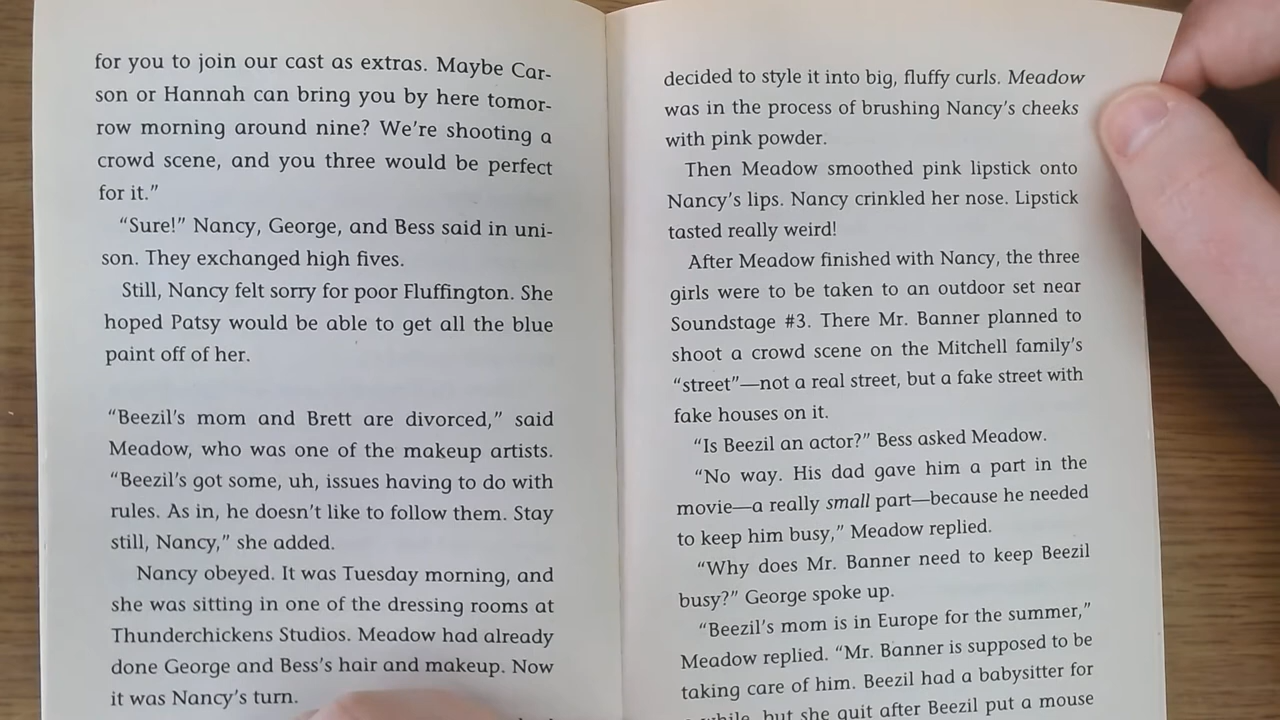 for you to join our cast as extras. Maybe Car-
son or Hannah can bring you by here tomor-
row morning around nine? We're shooting a
crowd scene, and you three would be perfect
for it.”
“Sure!” Nancy, George, and Bess said in uni-
son. They exchanged high fives.
Still, Nancy felt sorry for poor Fluffington. She
hoped Patsy would be able to get all the blue
paint off of her.
“Beezil's mom and Brett are divorced,” said
Meadow, who was one of the makeup artists.
“Beezil's got some, uh, issues having to do with
rules. As in, he doesn't like to follow them. Stay
still, Nancy,” she added.
Nancy obeyed. It was Tuesday morning, and
she was sitting in one of the dressing rooms at
Thunderchickens Studios. Meadow had already
done George and Bess's hair and makeup. Now
it was Nancy's turn.
decided to style it into big, fluffy curls. Meadow
was in the process of brushing Nancy's cheeks
with pink powder.
Then Meadow smoothed pink lipstick onto
Nancy's lips. Nancy crinkled her nose. Lipstick
tasted really weird!
After Meadow finished with Nancy, the three
girls were to be taken to an outdoor set near
Soundstage #3. There Mr. Banner planned to
shoot a crowd scene on the Mitchell family's
“street”—not a real street, but a fake street with
fake houses on it.
“Is Beezil an actor?” Bess asked Meadow.
“No way. His dad gave him a part in the
movie—a really small part—because he needed
to keep him busy,” Meadow replied.
“Why does Mr. Banner need to keep Beezil
busy?” George spoke up.
“Beezil's mom is in Europe for the summer,”
Meadow replied. “Mr. Banner is supposed to be
taking care of him. Beezil had a babysitter for
while, but she quit after Beezil put a mouse